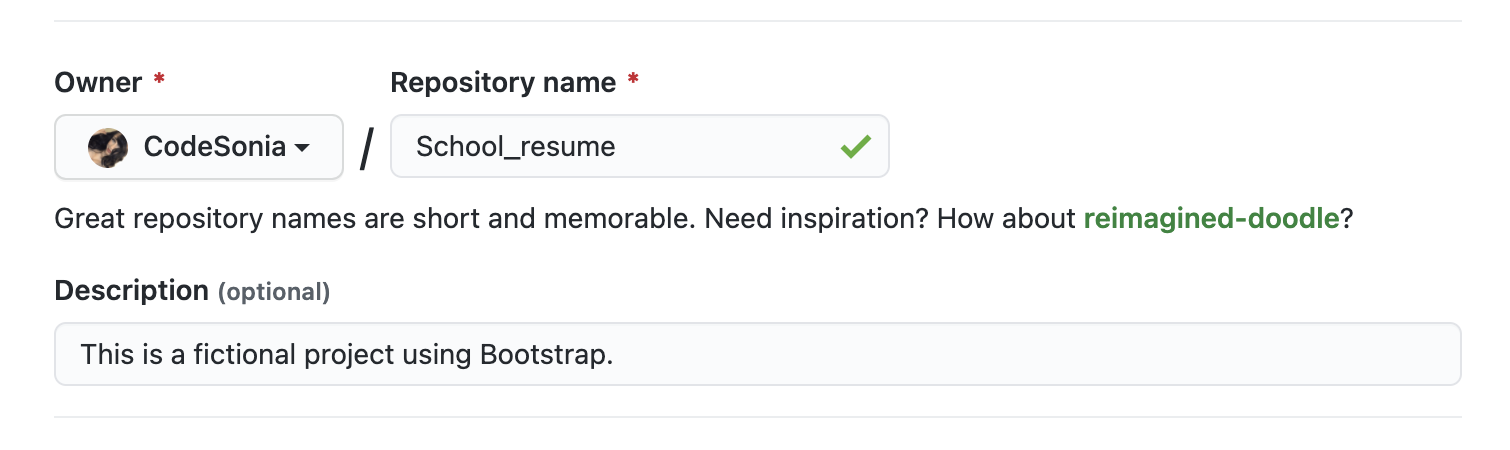 Owner * Repository name *
CodeSonia / School_resume
Great repository names are short and memorable. Need inspiration? How about reimagined-doodle?
Description (optional)
This is a fictional project using Bootstrap.